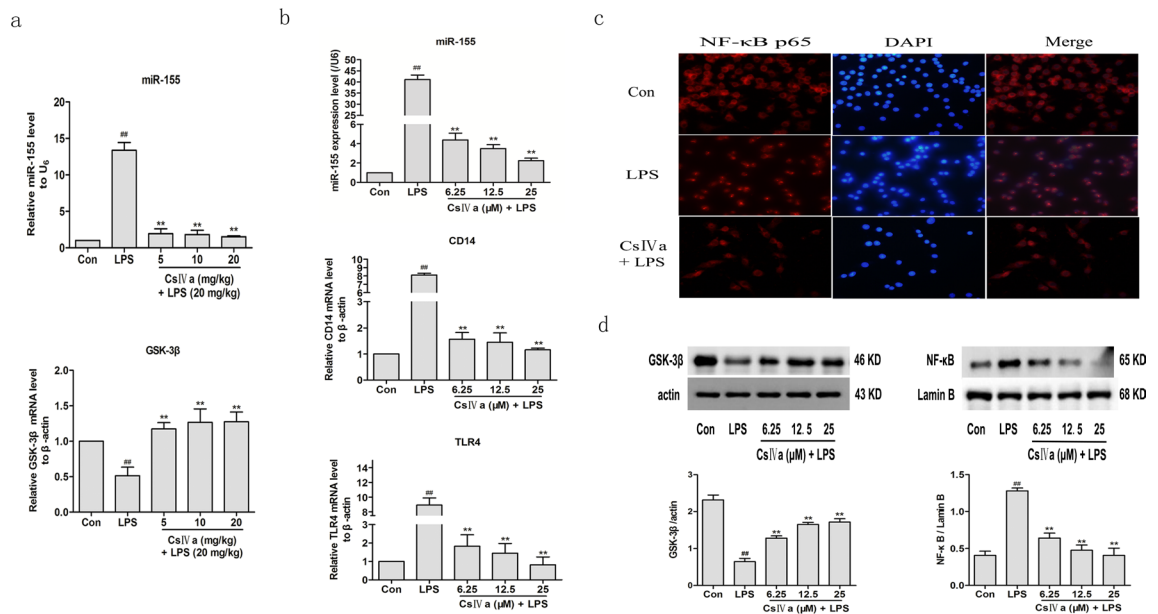 a
miR-155
Relative miR-155 level
to U6
20
15
10
5
0
##
**
**
**
Con
LPS
5
10
20
CsⅣa (mg/kg)
+ LPS (20 mg/kg)
GSK-3β
Relative GSK-3β mRNA level
to β-actin
2.0
1.5
1.0
0.5
0.0
##
**
**
**
Con
LPS
5
10
20
CsⅣa (mg/kg)
+ LPS (20 mg/kg)
b
miR-155
miR-155 expression level (/U6)
50
45
40
35
30
25
20
15
10
6
4
2
0
##
**
**
**
Con
LPS
6.25
12.5
25
CsⅣa (μM) + LPS
CD14
Relative CD14 mRNA level
to β-actin
10
9
8
7
6
5
4
3
2
1
0
##
**
**
**
Con
LPS
6.25
12.5
25
CsⅣa (μM) + LPS
TLR4
Relative TLR4 mRNA level
to β-actin
15
10
5
4
2
0
##
**
**
**
Con
LPS
6.25
12.5
25
CsⅣa (μM) + LPS
c
NF-κB p65
DAPI
Merge
Con
LPS
CsⅣa
+ LPS
d
GSK-3β
46 KD
actin
43 KD
Con
LPS
6.25
12.5
25
CsⅣa (μM) + LPS
GSK-3β/actin
3
2
1
0
##
**
**
**
Con
LPS
6.25
12.5
25
CsⅣa (μM) + LPS
NF-κB
65 KD
Lamin B
68 KD
Con
LPS
6.25
12.5
25
CsⅣa (μM) + LPS
NF-κ B / Lamin B
1.5
1.0
0.5
0.0
##
**
**
**
Con
LPS
6.25
12.5
25
CsⅣa (μM) + LPS